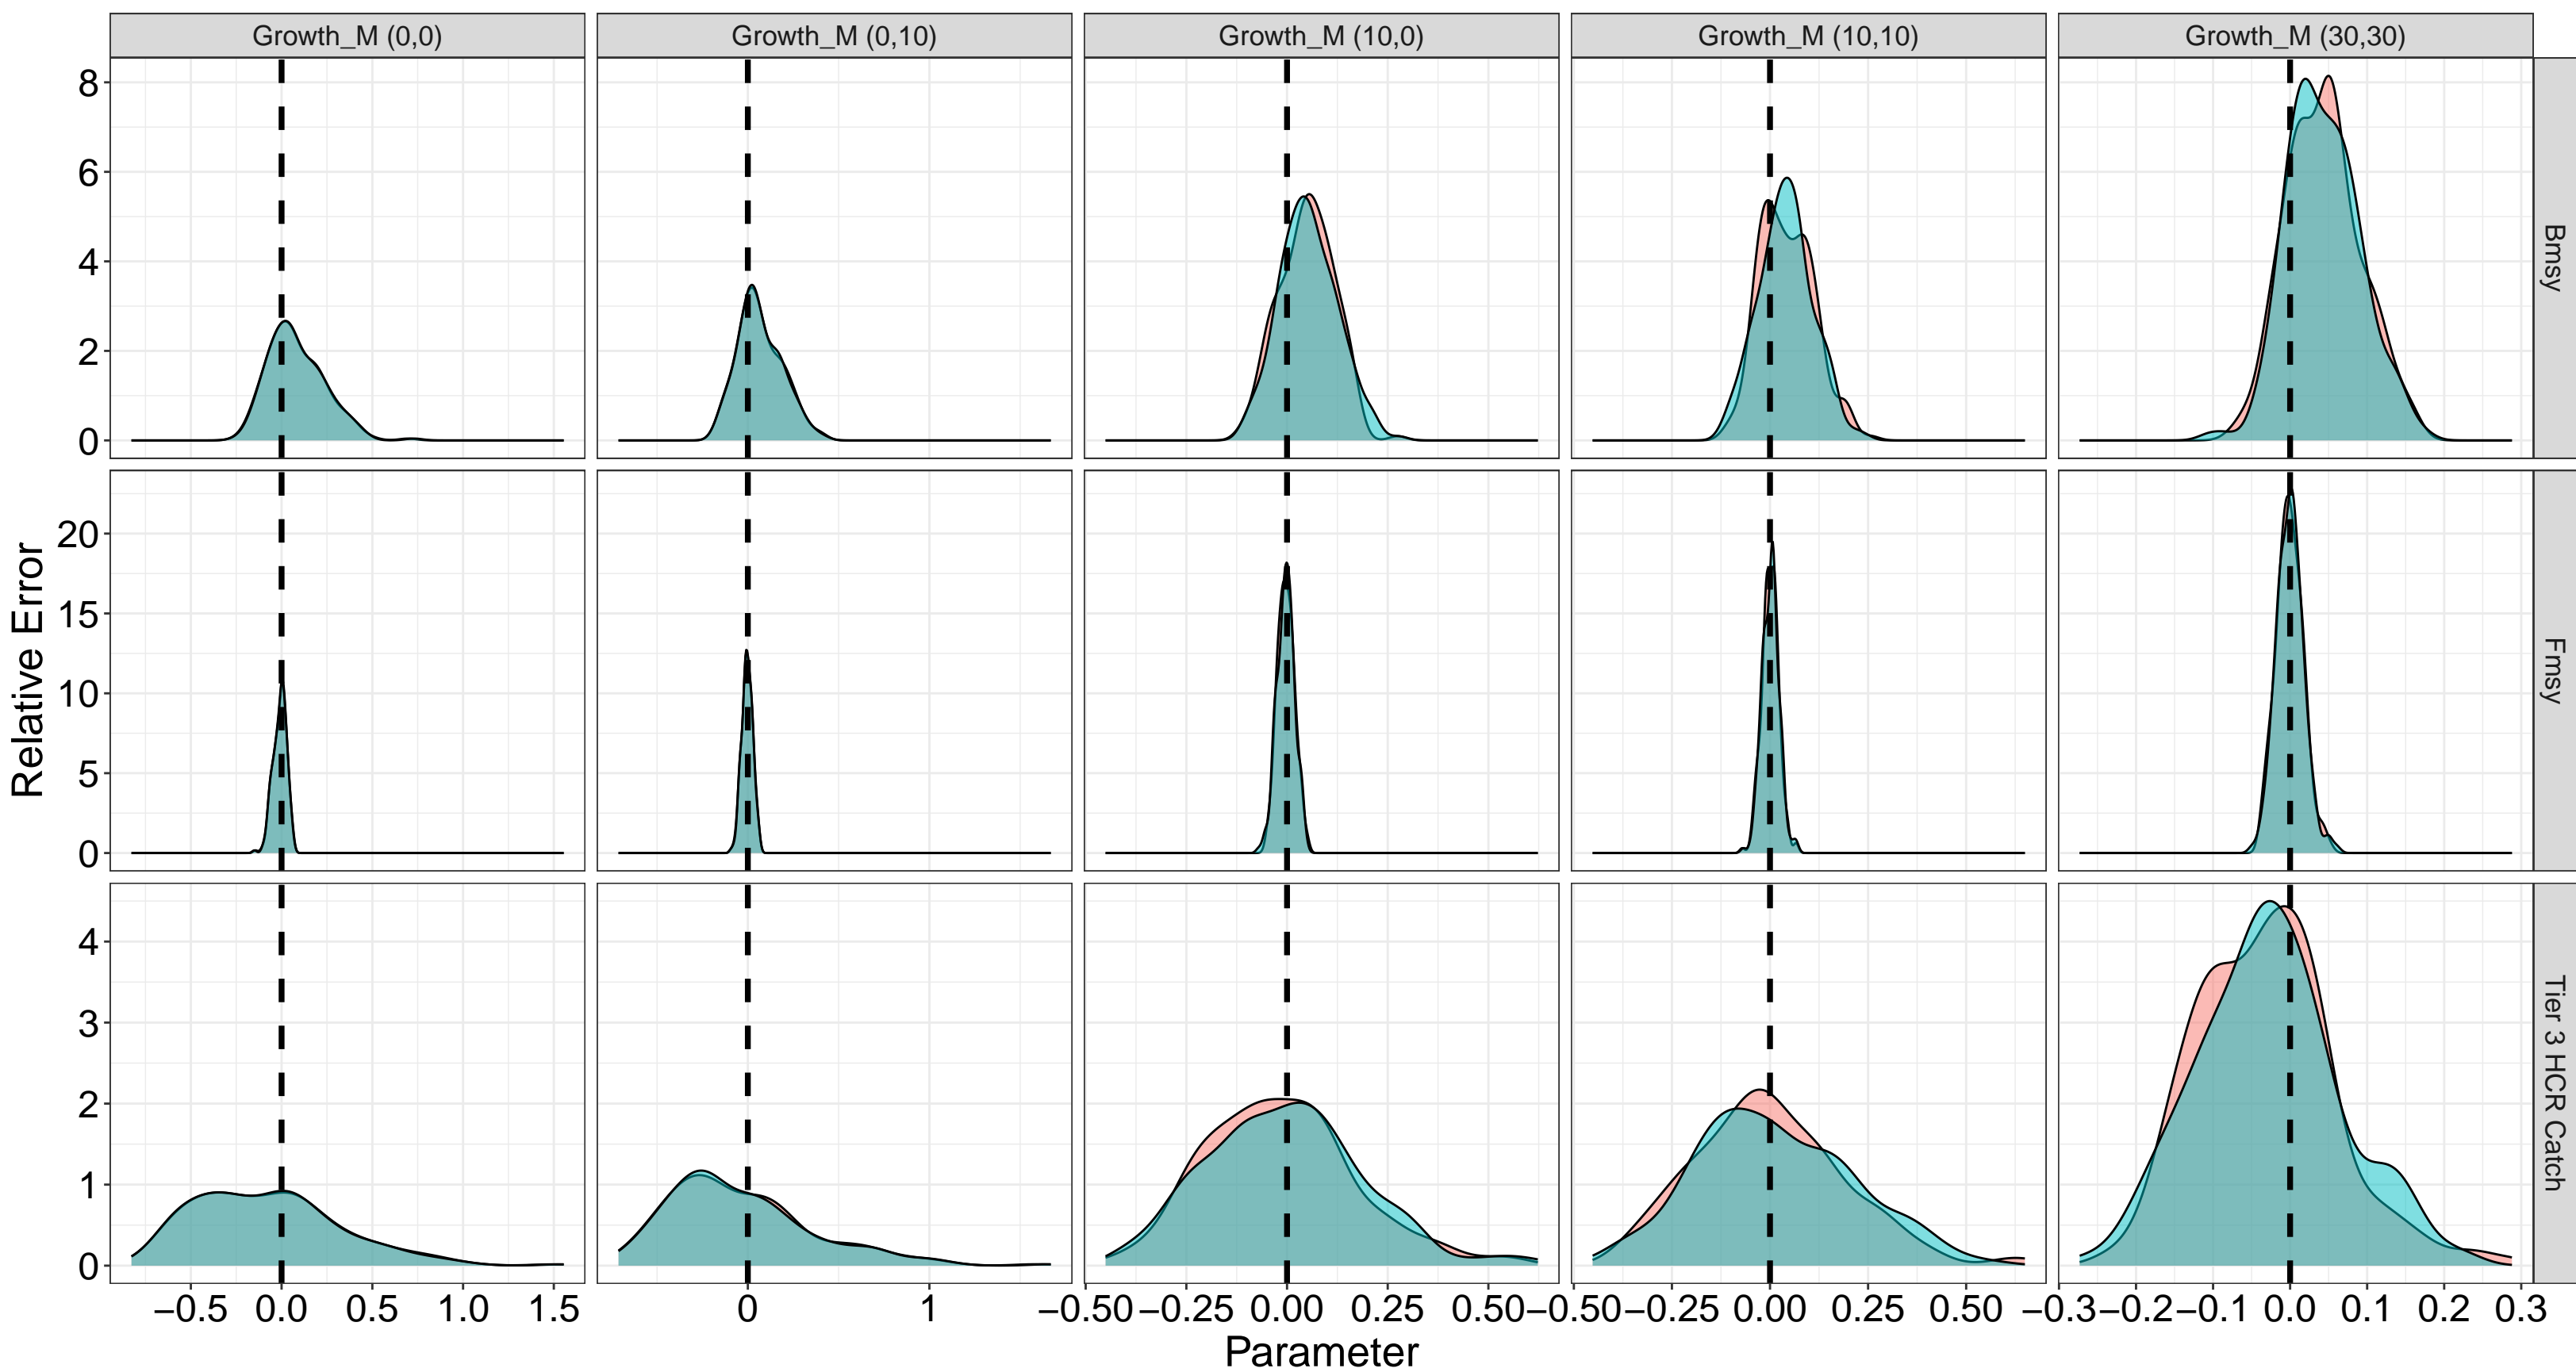 Growth_M (0,0) Growth_M (0,10) Growth_M (10,0) Growth_M (10,10) Growth_M (30,30)
8
6
4
2
0
Bmsy
20
15
10
5
0
Fmsy
4
3
2
1
0
Tier 3 HCR Catch
Relative Error
−0.5 0.0 0.5 1.0 1.5 0 1 −0.50 −0.25 0.00 0.25 0.50 −0.50 −0.25 0.00 0.25 0.50 −0.3 −0.2 −0.1 0.0 0.1 0.2 0.3
Parameter